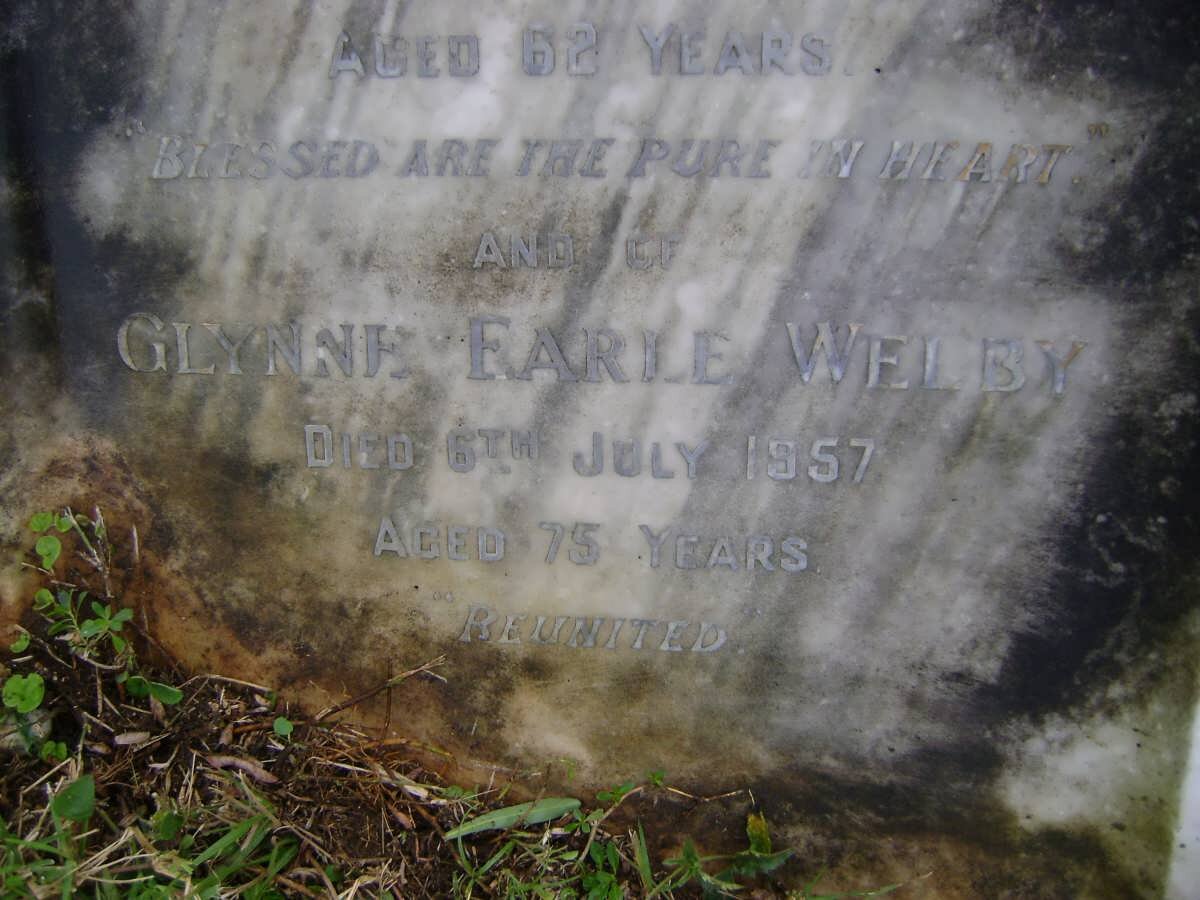 AGED 62 YEARS.
"BLESSED ARE THE PURE IN HEART."
AND OF
GLYNNE EARLE WELBY
DIED 6TH JULY 1957
AGED 75 YEARS.
"REUNITED."